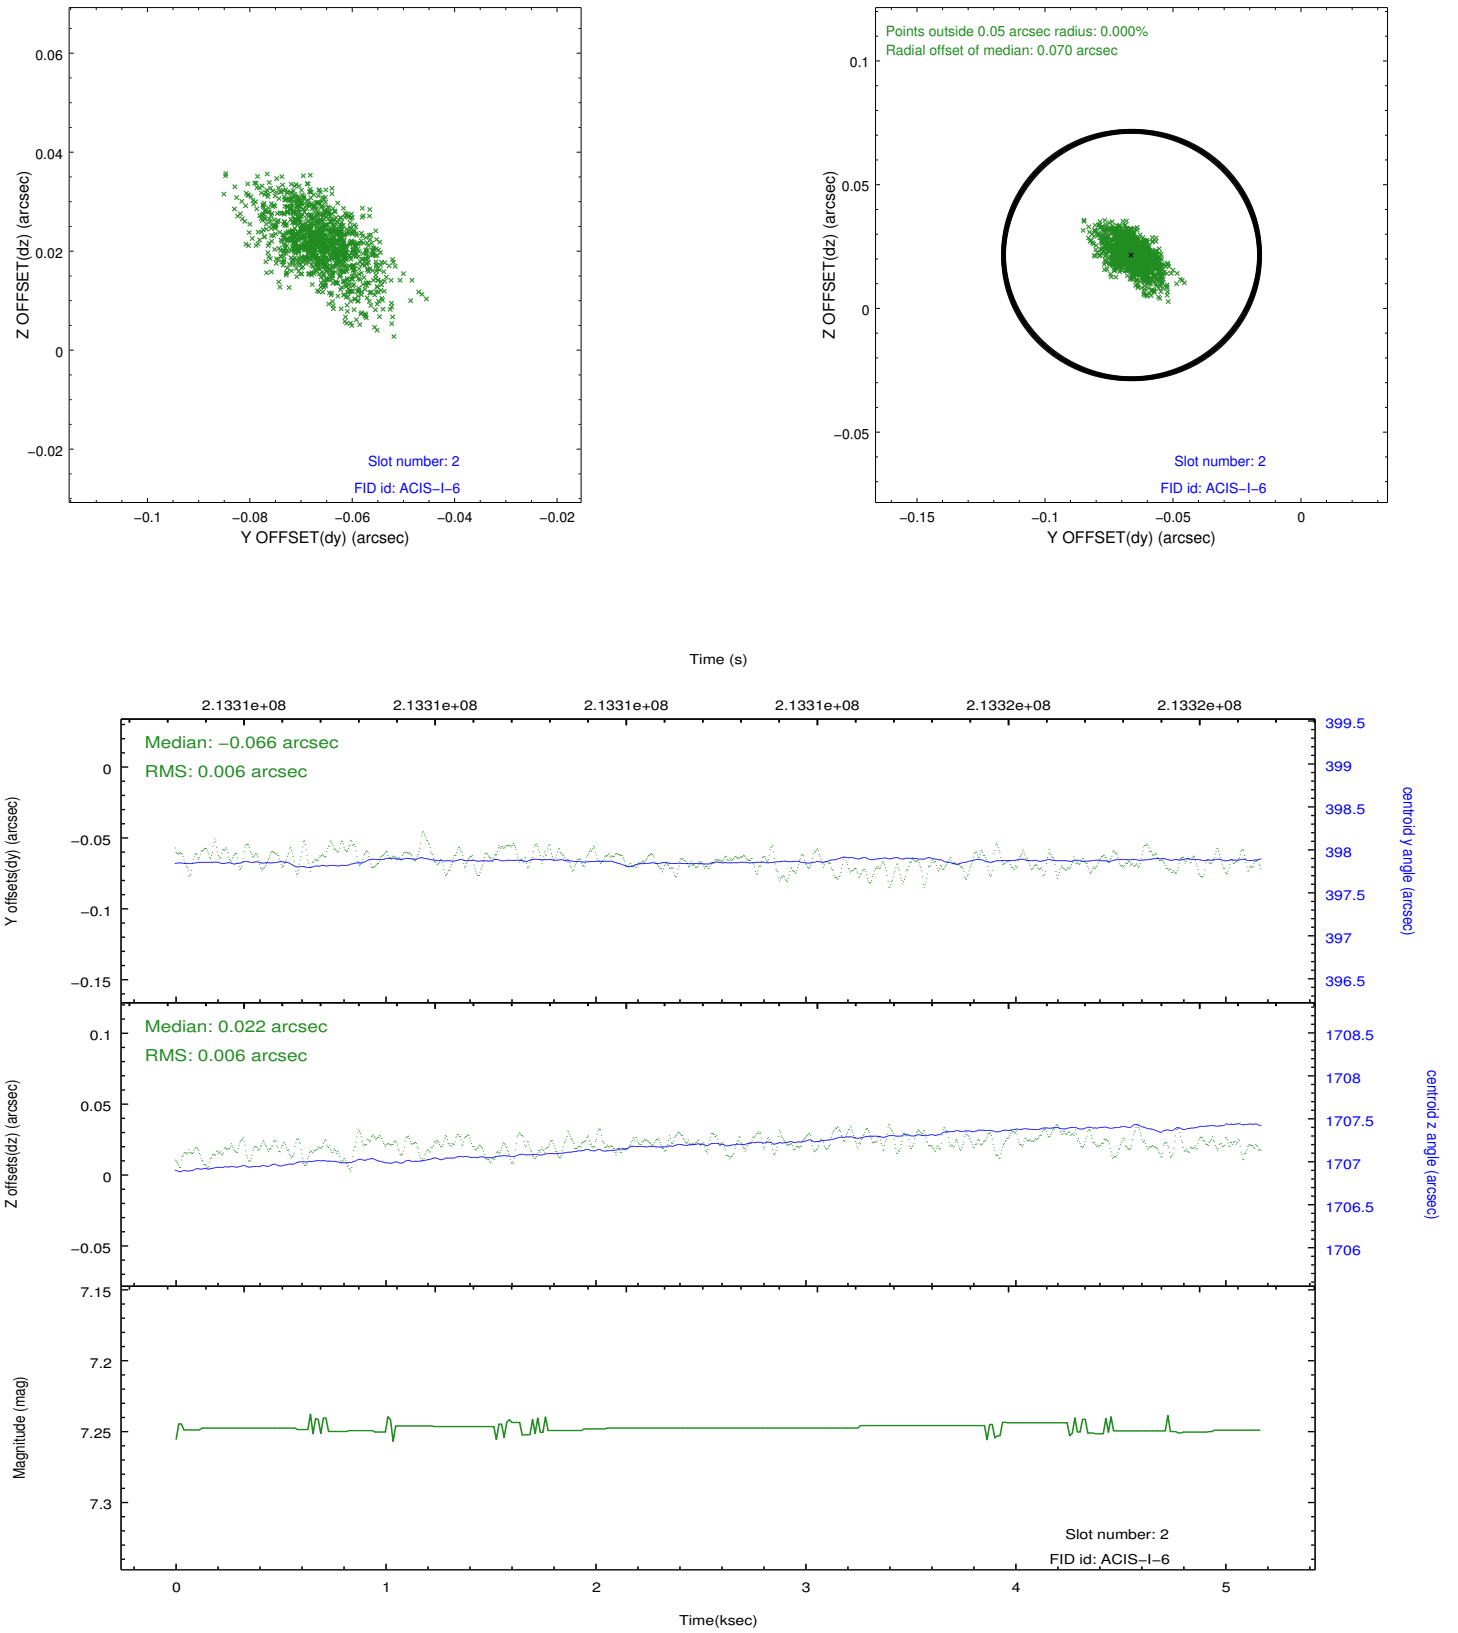 0.06
0.04
0.02
0
−0.02
Z OFFSET(dz) (arcsec)
Slot number: 2
FID id: ACIS−I−6
−0.1 −0.08 −0.06 −0.04 −0.02
Y OFFSET(dy) (arcsec)
Points outside 0.05 arcsec radius: 0.000%
Radial offset of median: 0.070 arcsec
0.1
0.05
0
−0.05
Z OFFSET(dz) (arcsec)
Slot number: 2
FID id: ACIS−I−6
−0.15 −0.1 −0.05 0
Y OFFSET(dy) (arcsec)
Time (s)
2.1331e+08 2.1331e+08 2.1331e+08 2.1331e+08 2.1332e+08 2.1332e+08
Median: −0.066 arcsec
RMS: 0.006 arcsec
0
−0.05
−0.1
−0.15
Y offsets(dy) (arcsec)
399.5
399
398.5
398
397.5
397
396.5
centroid y angle (arcsec)
Median: 0.022 arcsec
RMS: 0.006 arcsec
0.1
0.05
0
−0.05
Z offsets(dz) (arcsec)
1708.5
1708
1707.5
1707
1706.5
1706
centroid z angle (arcsec)
7.15
7.2
7.25
7.3
Magnitude (mag)
Slot number: 2
FID id: ACIS−I−6
0 1 2 3 4 5
Time(ksec)